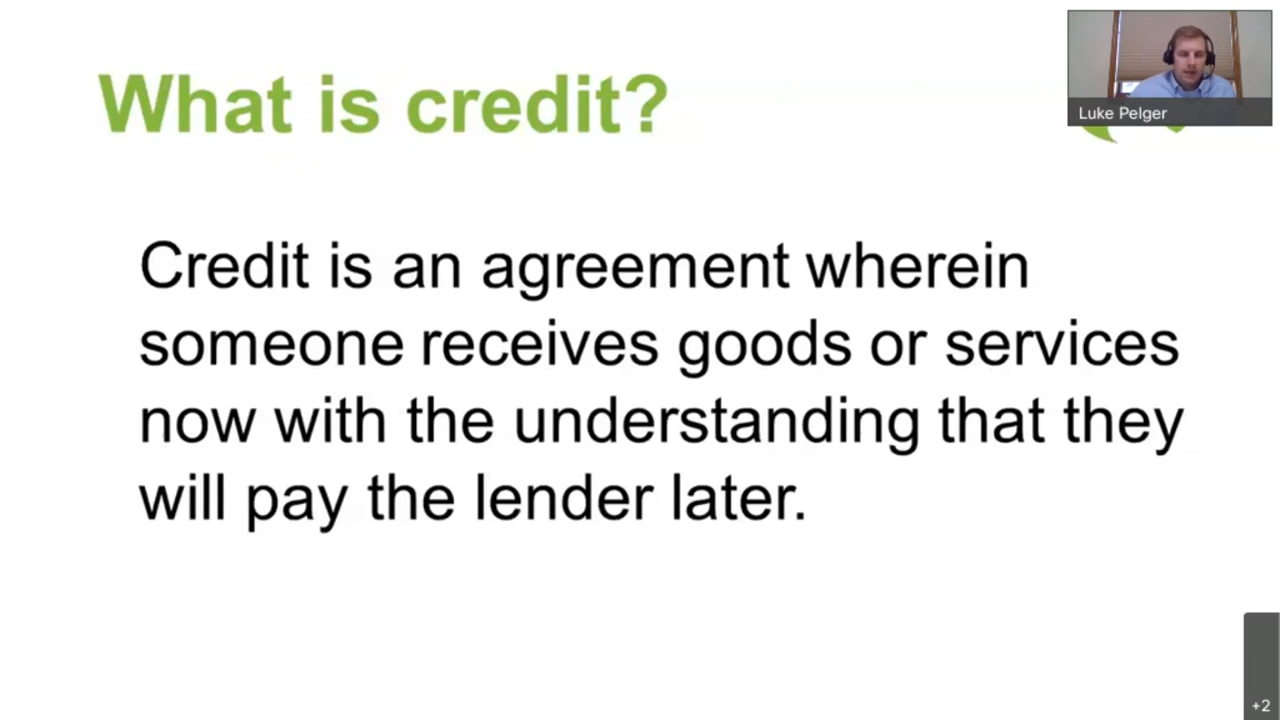 What is credit?
Luke Pelger
Credit is an agreement wherein
someone receives goods or services
now with the understanding that they
will pay the lender later.
+2